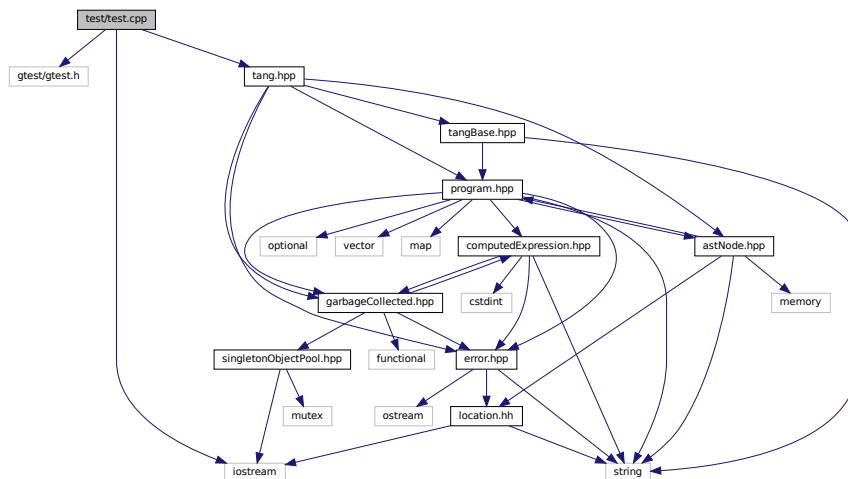 test/test.cpp
gtest/gtest.h
tang.hpp
tangBase.hpp
program.hpp
optional
vector
map
computedExpression.hpp
astNode.hpp
garbageCollected.hpp
cstdint
memory
singletonObjectPool.hpp
functional
error.hpp
mutex
ostream
location.hh
iostream
string